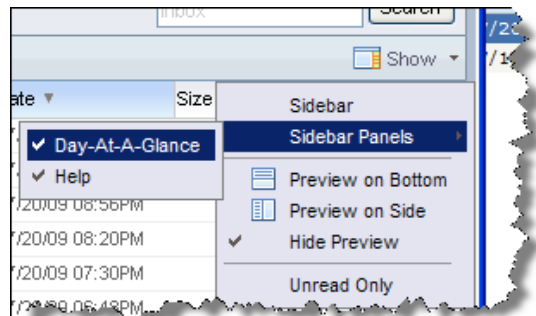 Inbox
Search
Show
Size
Sidebar
Day-At-A-Glance
Sidebar Panels
Help
Preview on Bottom
/20/09 08:56PM
Preview on Side
/20/09 08:20PM
Hide Preview
/20/09 07:30PM
Unread Only